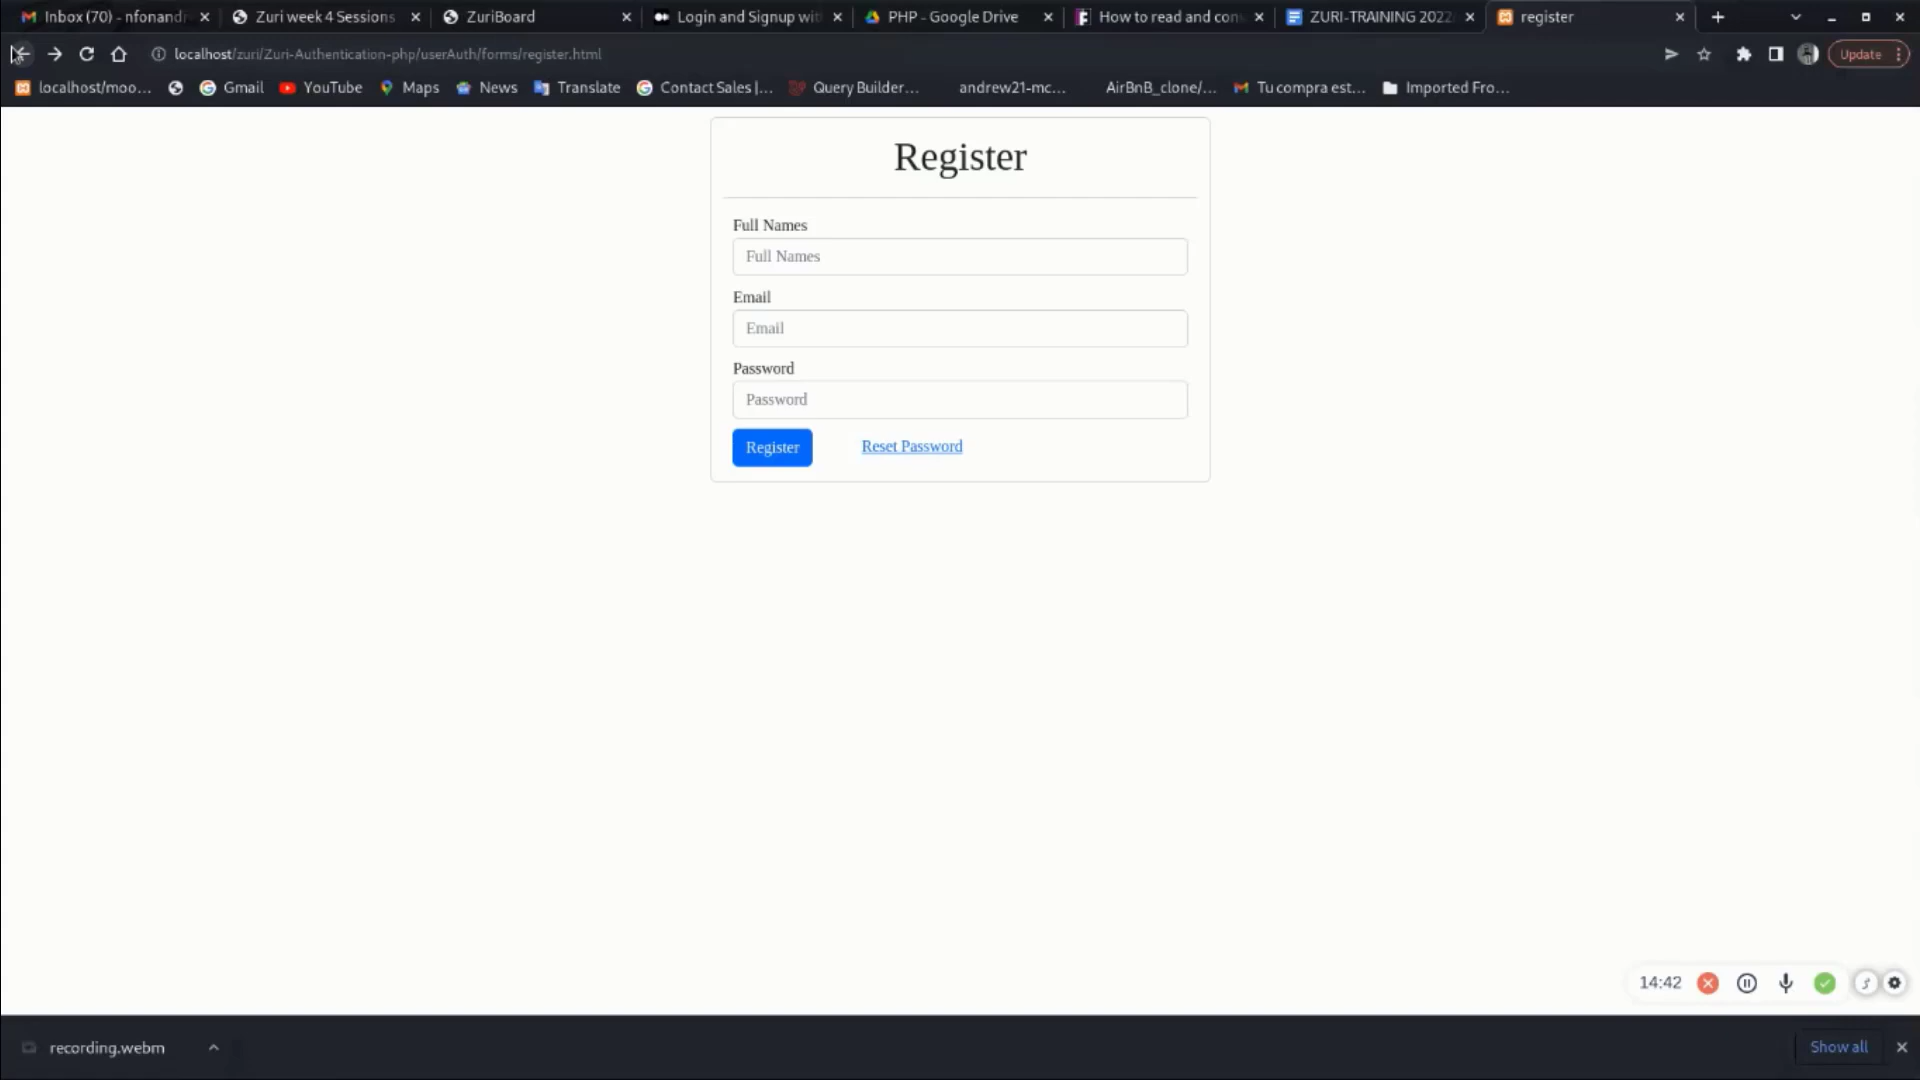 Inbox (70) - nfonandr
Zuri week 4 Sessions
ZuriBoard
Login and Signup wit
PHP - Google Drive
How to read and con
ZURI-TRAINING 2022
register
localhost/zuri/Zuri-Authentication-php/userAuth/forms/register.html
Update
localhost/moo...
Gmail
YouTube
Maps
News
Translate
Contact Sales |...
Query Builder...
andrew21-mc...
AirBnB_clone/...
Tu compra est...
Imported Fro...
Register
Full Names
Full Names
Email
Email
Password
Password
Register
Reset Password
14:42
recording.webm
Show all